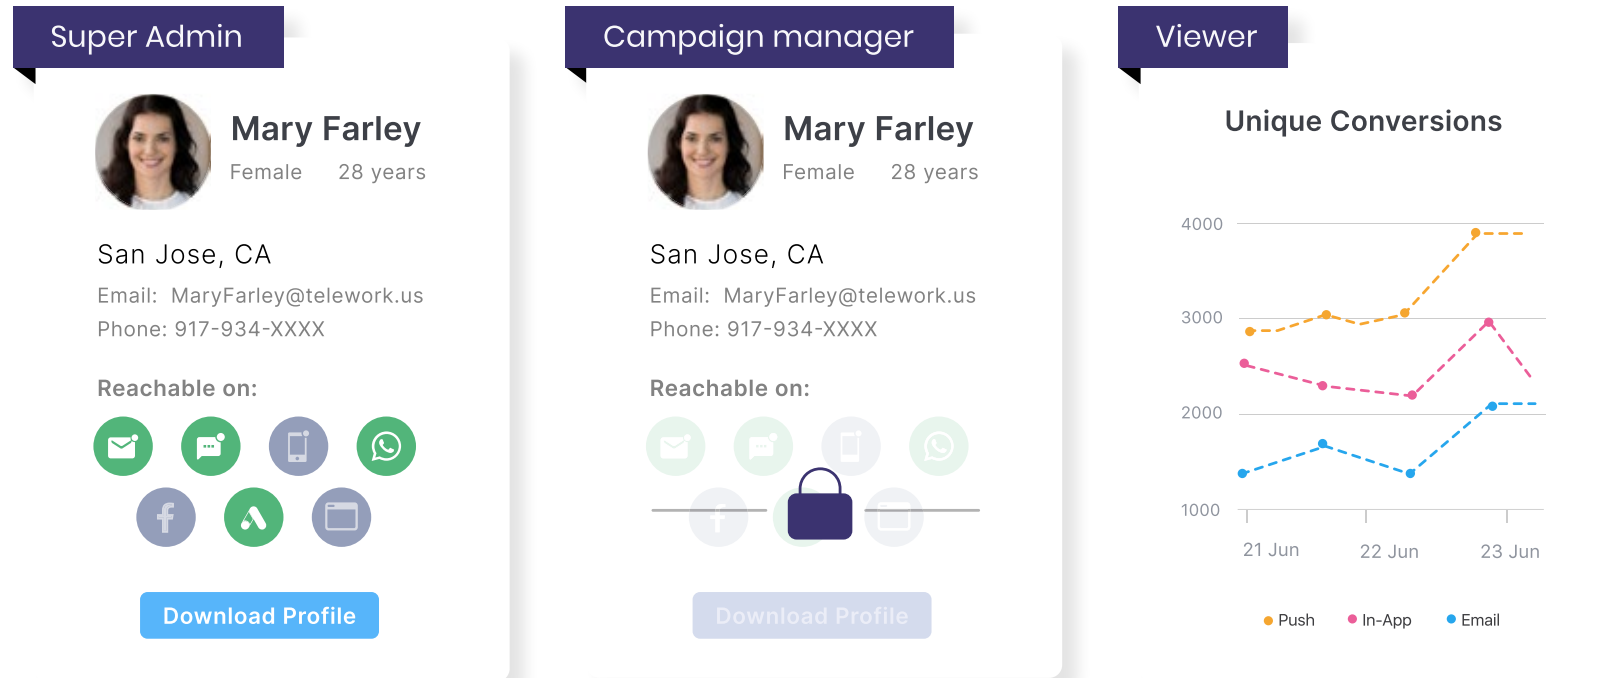 Super Admin
Mary Farley
Female 28 years
San Jose, CA
Email: MaryFarley@telework.us
Phone: 917-934-XXXX
Reachable on:
Download Profile
Campaign manager
Mary Farley
Female 28 years
San Jose, CA
Email: MaryFarley@telework.us
Phone: 917-934-XXXX
Reachable on:
Download Profile
Viewer
Unique Conversions
4000
3000
2000
1000
21 Jun 22 Jun 23 Jun
Push In-App Email